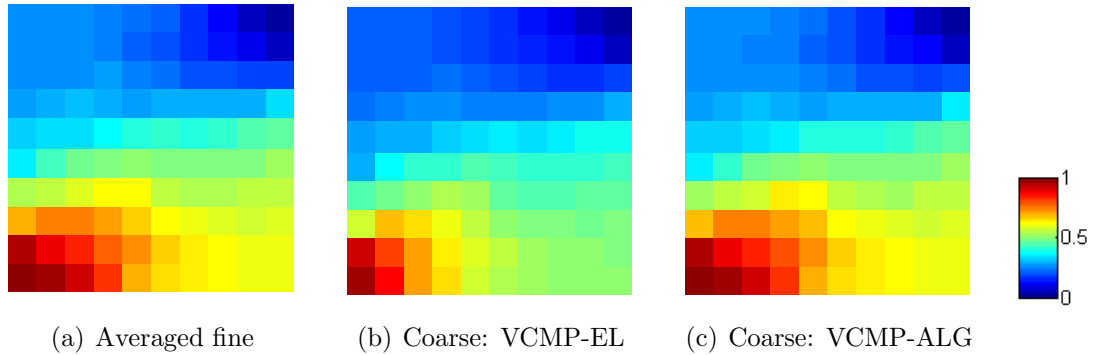 1
0.5
0
(a) Averaged fine
(b) Coarse: VCMP-EL
(c) Coarse: VCMP-ALG